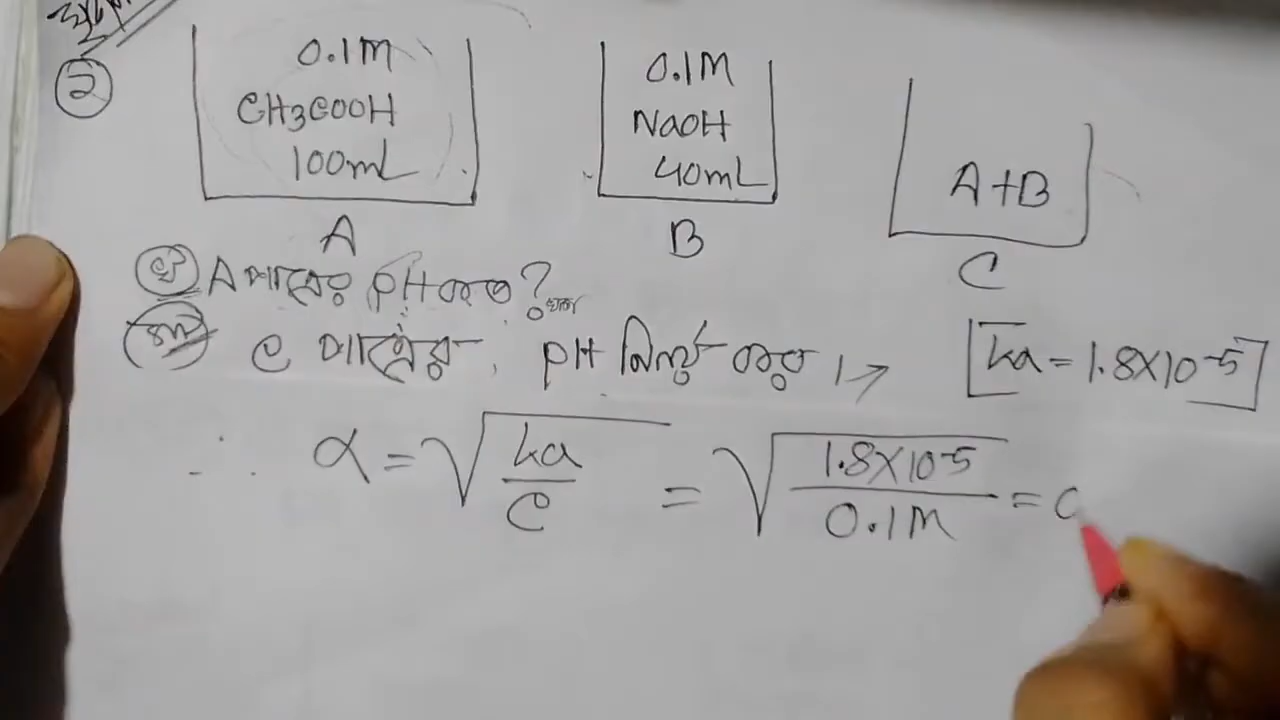 ২
0.1M
CH3COOH
100mL
A
0.1M
NaOH
40mL
B
A+B
C
A পাত্রের pH কত?
C পাত্রের pH নির্ণয় কর।→ [ka = 1.8×10-5]
∴ α = √ka/C = √1.8×10-5/0.1M = 0